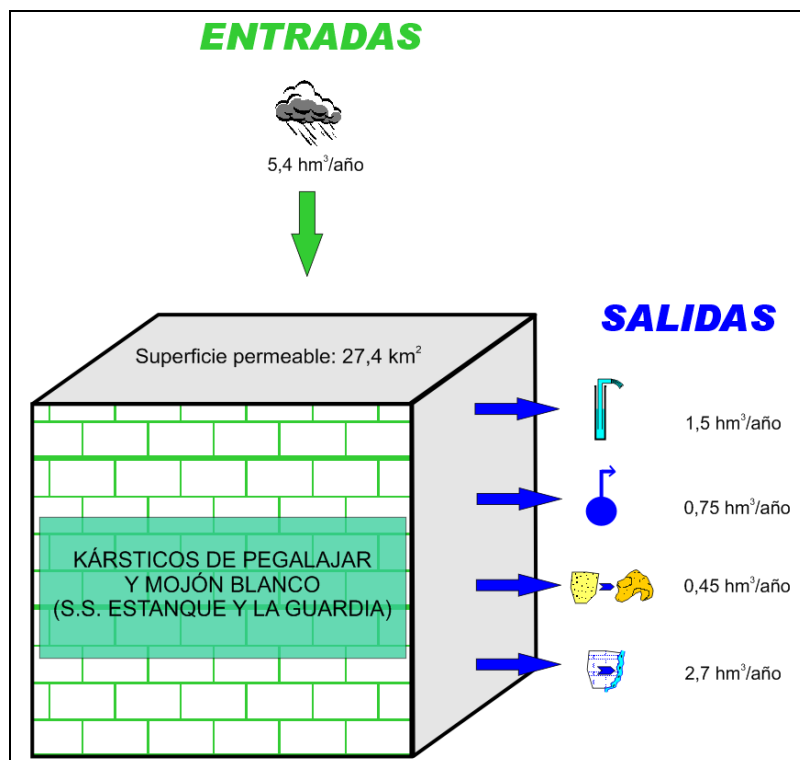 ENTRADAS
5,4 hm³/año
Superficie permeable: 27,4 km²
SALIDAS
1,5 hm³/año
0,75 hm³/año
KÁRSTICOS DE PEGALAJAR
Y MOJÓN BLANCO
(S.S. ESTANQUE Y LA GUARDIA)
0,45 hm³/año
2,7 hm³/año